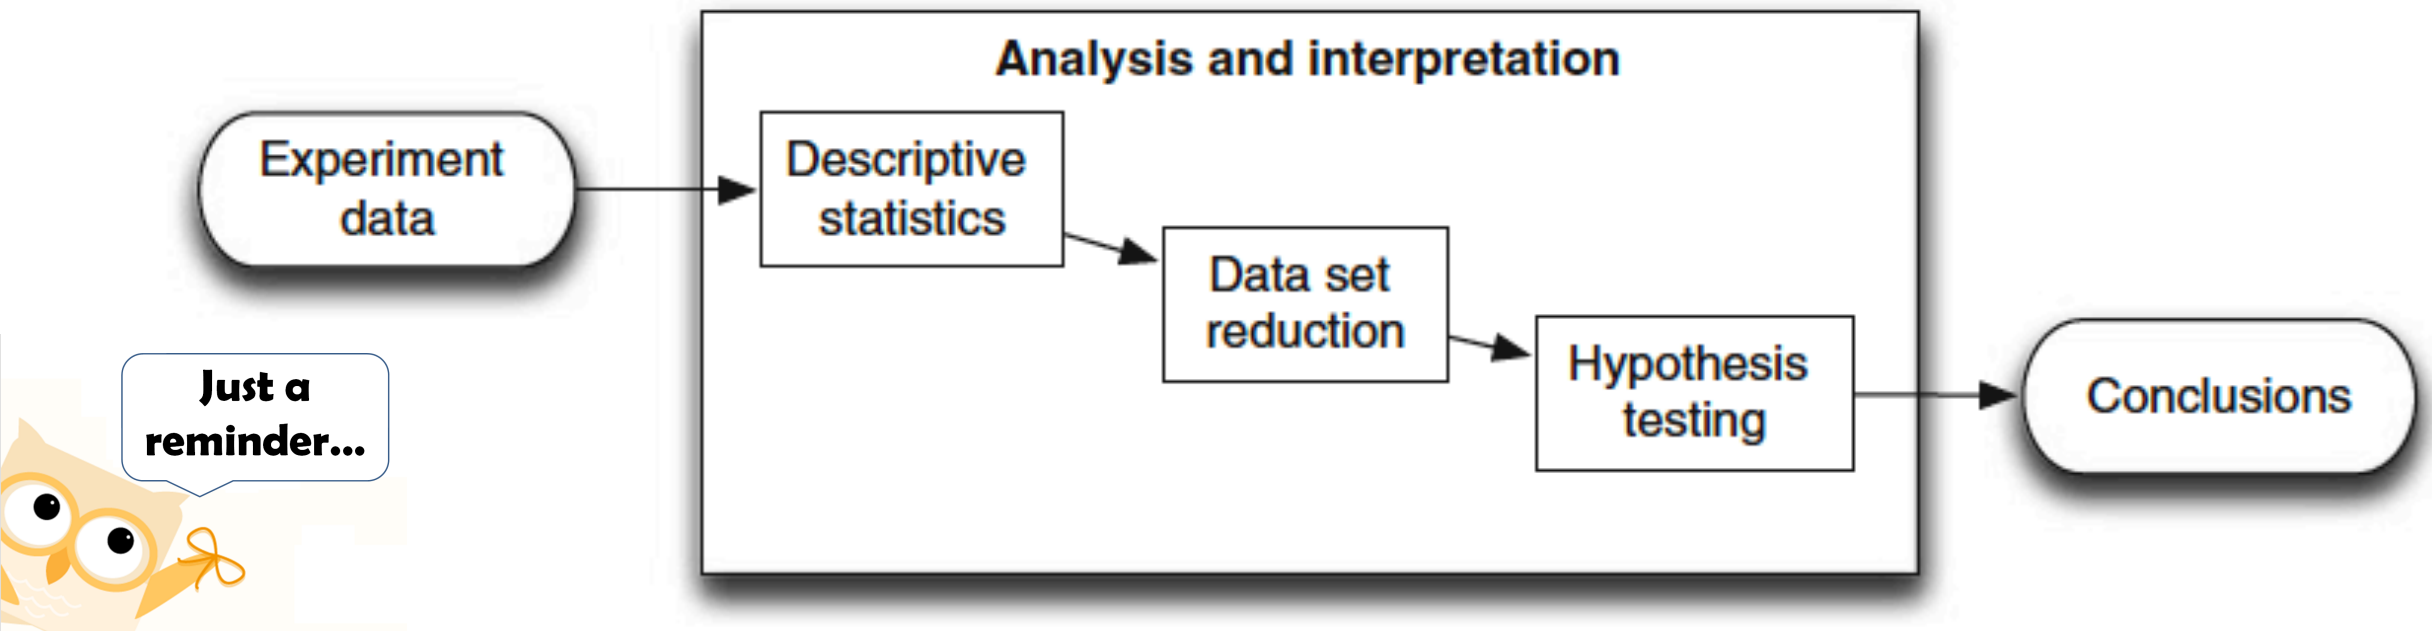 Analysis and interpretation
Experiment
data
Descriptive
statistics
Data set
reduction
Hypothesis
testing
Conclusions
Just a
reminder...